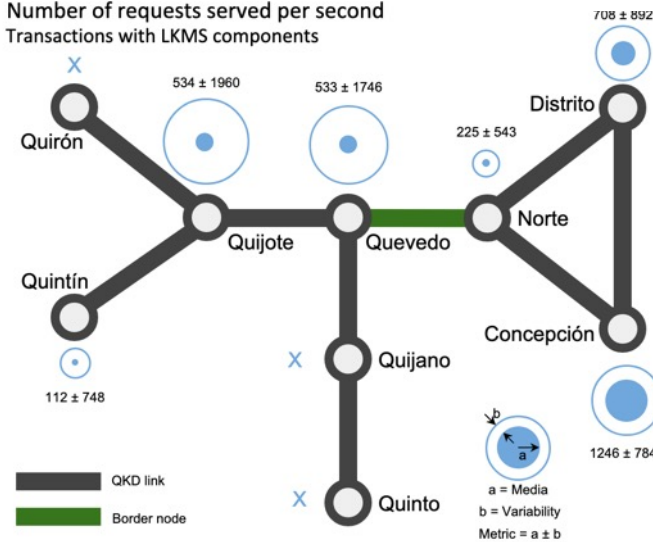 Number of requests served per second
Transactions with LKMS components
708 ± 892
X
534 ± 1960
533 ± 1746
225 ± 543
Distrito
Quirón
Norte
Quijote
Quevedo
Quintín
Concepción
X
Quijano
112 ± 748
b
a
1246 ± 784
QKD link
a = Media
X
Quinto
b = Variability
Border node
Metric = a ± b